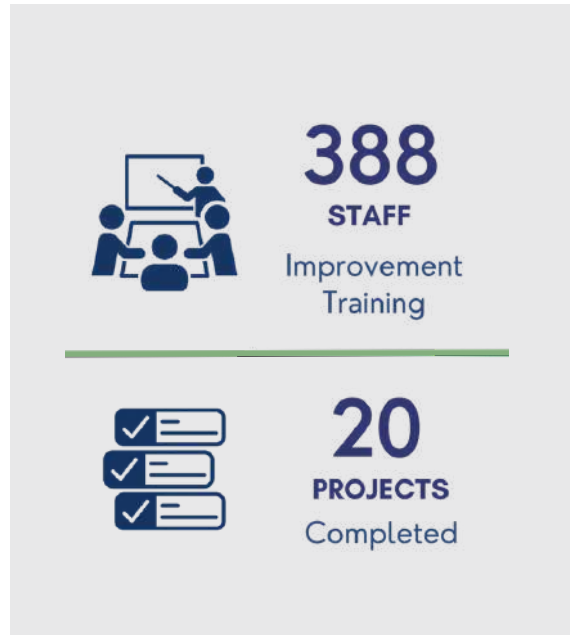 388
STAFF
Improvement
Training
20
PROJECTS
Completed